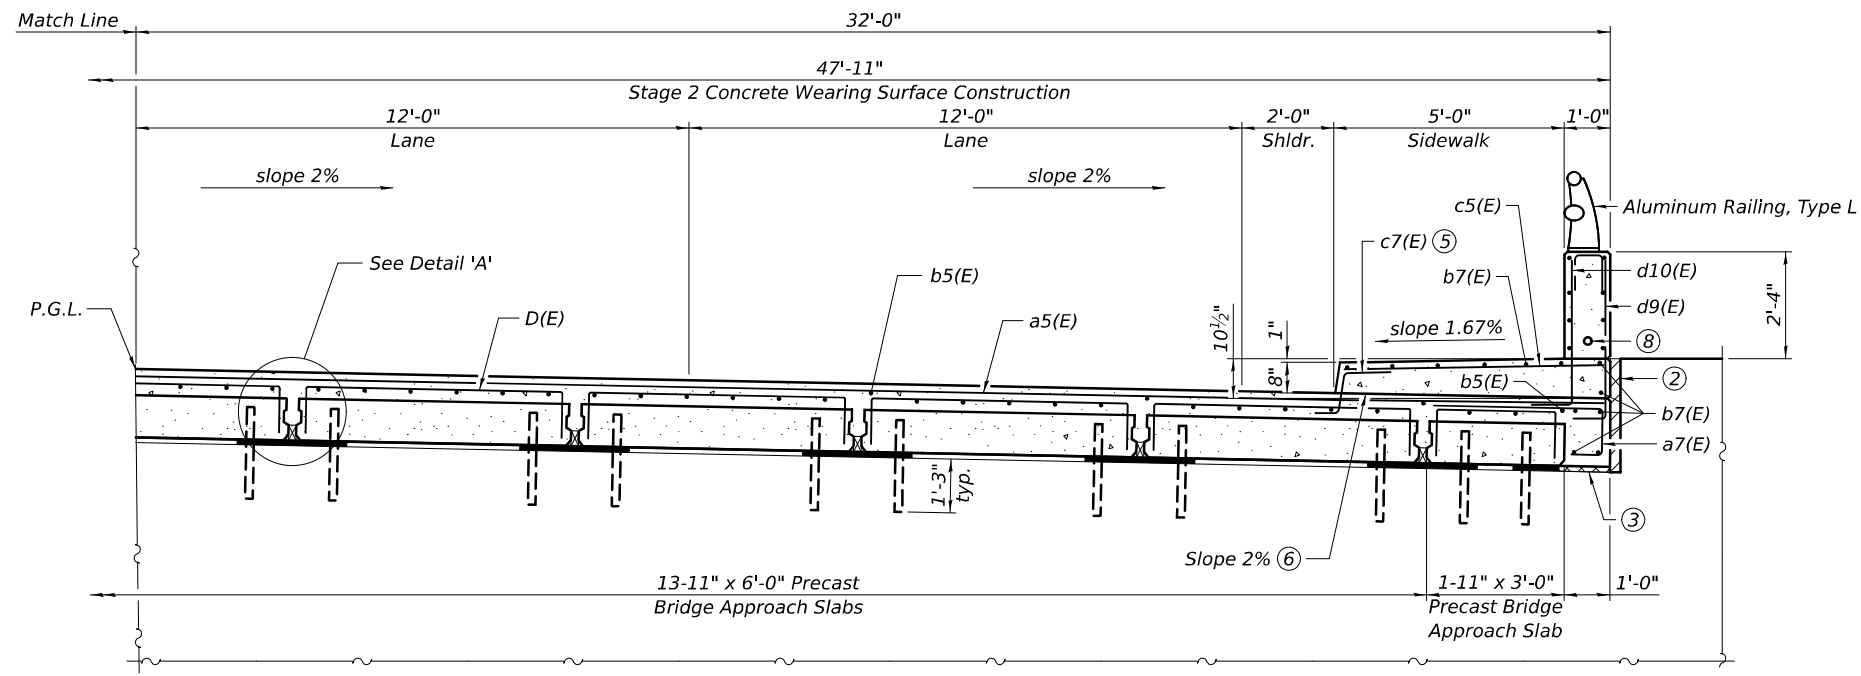 Match Line
32'-0"
47'-11"
Stage 2 Concrete Wearing Surface Construction
12'-0"
Lane
12'-0"
Lane
2'-0"
Shldr.
5'-0"
Sidewalk
1'-0"
slope 2%
slope 2%
c5(E)
Aluminum Railing, Type L
c7(E) 5
See Detail 'A'
b5(E)
b7(E)
d10(E)
P.G.L.
D(E)
a5(E)
10½"
1"
8"
slope 1.67%
d9(E)
2'-4"
8
b5(E)
2
b7(E)
a7(E)
1'-3"
typ.
3
Slope 2% 6
13-11" x 6'-0" Precast
Bridge Approach Slabs
1-11" x 3'-0"
Precast Bridge
Approach Slab
1'-0"